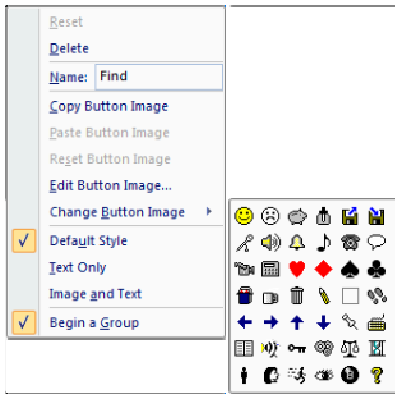 Reset
Delete
Name: Find
Copy Button Image
Paste Button Image
Reset Button Image
Edit Button Image...
Change Button Image
Default Style
Text Only
Image and Text
Begin a Group